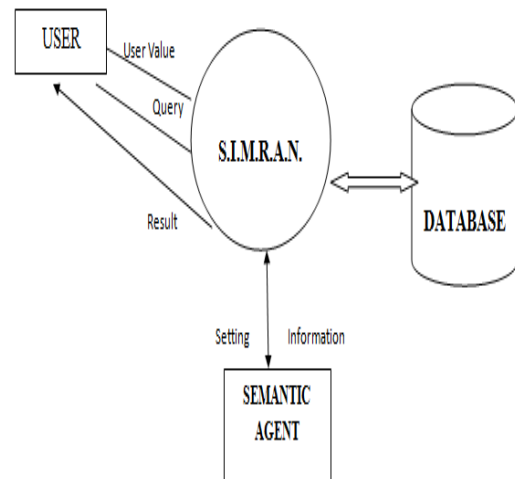 USER
User Value
Query
S.I.M.R.A.N.
DATABASE
Result
Setting Information
SEMANTIC
AGENT